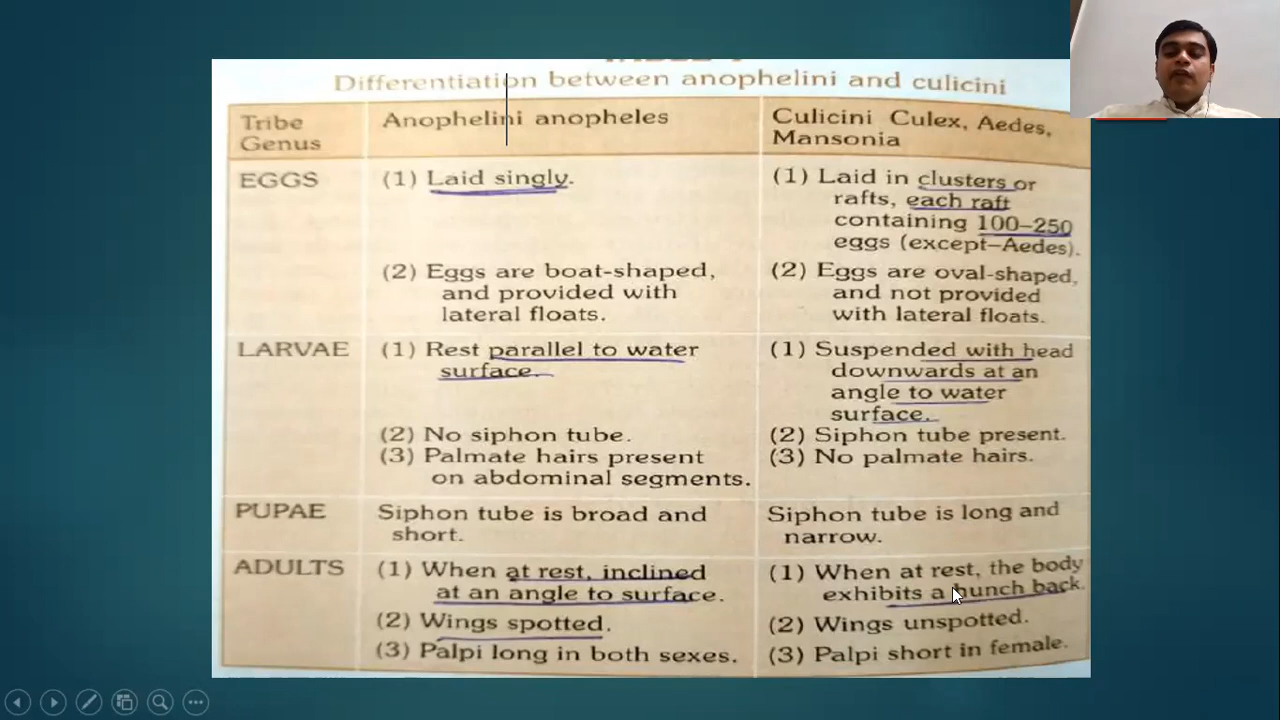 Differentiation between anophelini and culicini
Tribe
Genus
Anophelini anopheles
Culicini Culex, Aedes,
Mansonia
EGGS
(1) Laid singly.
(1) Laid in clusters or
rafts, each raft
containing 100–250
eggs (except–Aedes).
(2) Eggs are boat-shaped,
and provided with
lateral floats.
(2) Eggs are oval-shaped,
and not provided
with lateral floats.
LARVAE
(1) Rest parallel to water
surface.
(1) Suspended with head
downwards at an
angle to water
surface.
(2) No siphon tube.
(2) Siphon tube present.
(3) Palmate hairs present
on abdominal segments.
(3) No palmate hairs.
PUPAE
Siphon tube is broad and
short.
Siphon tube is long and
narrow.
ADULTS
(1) When at rest, inclined
at an angle to surface.
(1) When at rest, the body
exhibits a hunch back.
(2) Wings spotted.
(2) Wings unspotted.
(3) Palpi long in both sexes.
(3) Palpi short in female.